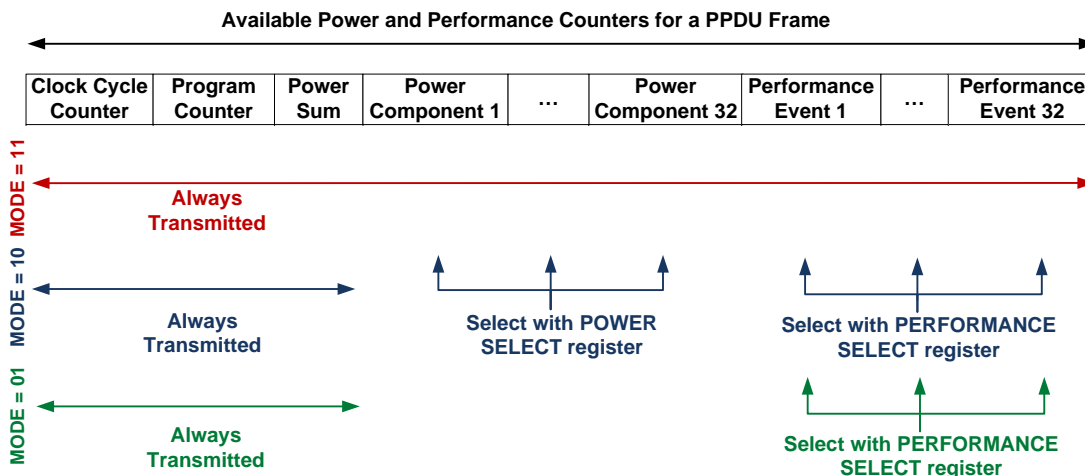 Available Power and Performance Counters for a PPDU Frame
Clock Cycle Counter
Program Counter
Power Sum
Power Component 1
...
Power Component 32
Performance Event 1
...
Performance Event 32
MODE = 11
Always
Transmitted
MODE = 10
Always
Transmitted
Select with POWER
SELECT register
Select with PERFORMANCE
SELECT register
MODE = 01
Always
Transmitted
Select with PERFORMANCE
SELECT register